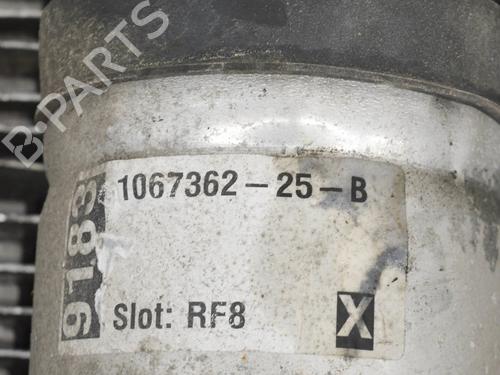 B-PARTS
1067362-25-B
9183
Slot: RF8
X